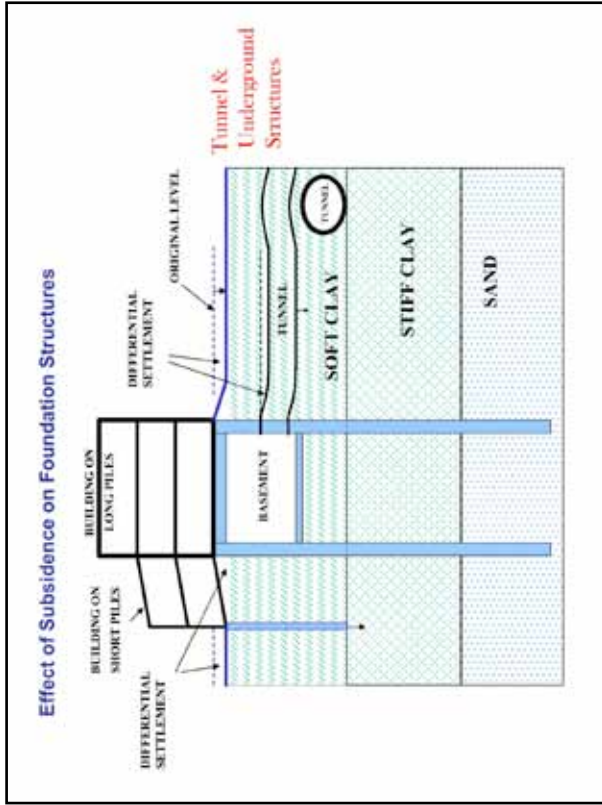 Effect of Subsidence on Foundation Structures
BUILDING ON
LONG PILES
BUILDING ON
SHORT PILES
DIFFERENTIAL
SETTLEMENT
DIFFERENTIAL
SETTLEMENT
ORIGINAL LEVEL
Tunnel &
Underground
Structures
BASEMENT
TUNNEL
TUNNEL
SOFT CLAY
STIFF CLAY
SAND